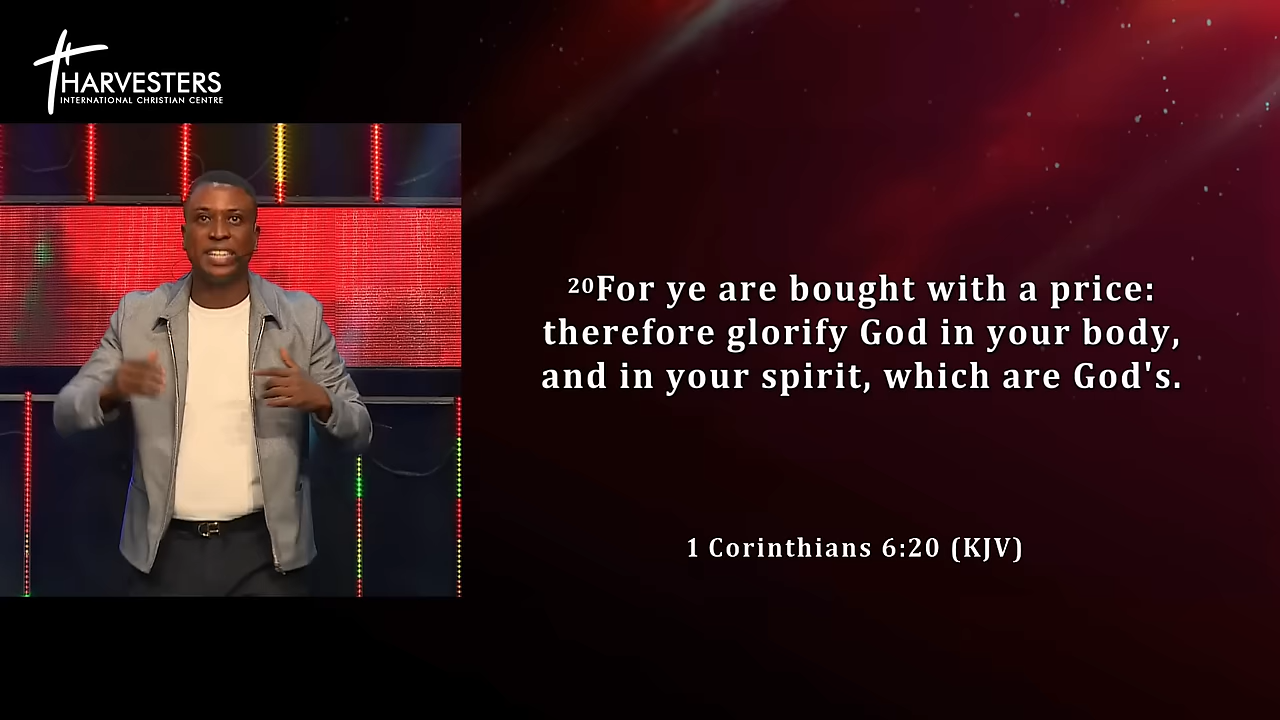 HARVESTERS
INTERNATIONAL CHRISTIAN CENTRE
20For ye are bought with a price:
therefore glorify God in your body,
and in your spirit, which are God's.
1 Corinthians 6:20 (KJV)